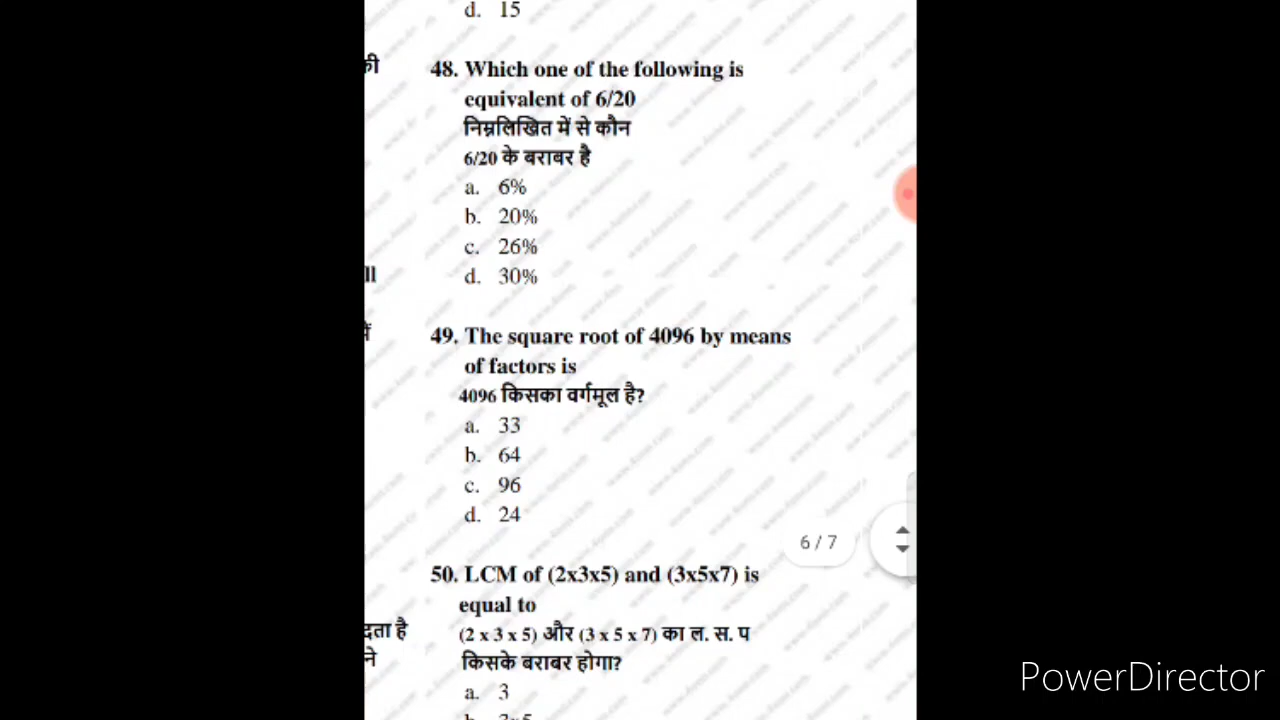 d. 15
की
48. Which one of the following is
equivalent of 6/20
निम्नलिखित में से कौन
6/20 के बराबर है
a. 6%
b. 20%
c. 26%
ll
d. 30%
में
49. The square root of 4096 by means
of factors is
4096 किसका वर्गमूल है?
a. 33
b. 64
c. 96
d. 24
6 / 7
50. LCM of (2x3x5) and (3x5x7) is
equal to
दता है
(2 x 3 x 5) और (3 x 5 x 7) का ल. स. प
ने
किसके बराबर होगा?
a. 3
PowerDirector